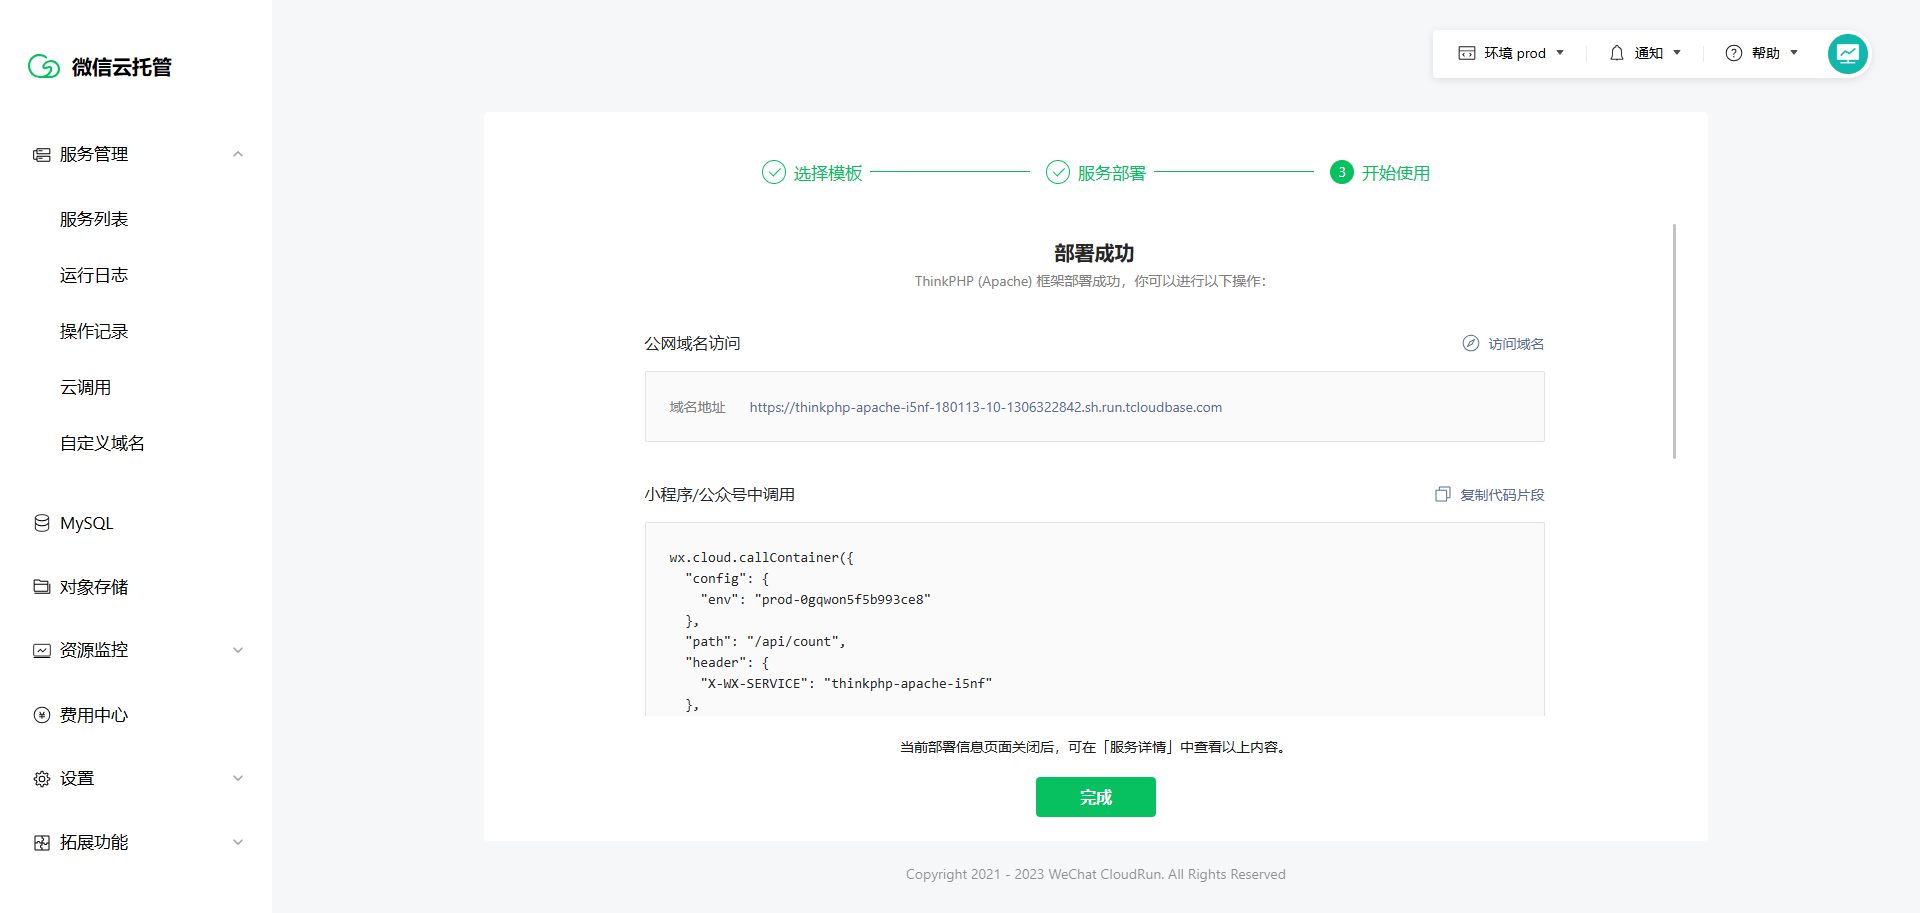 微信云托管
环境 prod
通知
帮助
服务管理
服务列表
运行日志
操作记录
云调用
自定义域名
MySQL
对象存储
资源监控
费用中心
设置
拓展功能
选择模板
服务部署
3 开始使用
部署成功
ThinkPHP (Apache) 框架部署成功，你可以进行以下操作：
公网域名访问
访问域名
域名地址 https://thinkphp-apache-i5nf-180113-10-1306322842.sh.run.tcloudbase.com
小程序/公众号中调用
复制代码片段
wx.cloud.callContainer({
"config": {
"env": "prod-0gqwon5f5b993ce8"
},
"path": "/api/count",
"header": {
"X-WX-SERVICE": "thinkphp-apache-i5nf"
},
当前部署信息页面关闭后，可在「服务详情」中查看以上内容。
完成
Copyright 2021 - 2023 WeChat CloudRun. All Rights Reserved